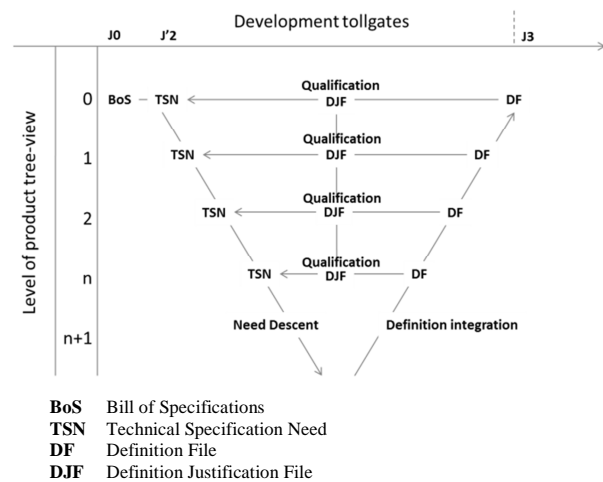 Development tollgates
J0 J'2 J3
Level of product tree-view
0 BoS TSN Qualification DJF DF
1 TSN Qualification DJF DF
2 TSN Qualification DJF DF
n TSN Qualification DJF DF
n+1 Need Descent Definition integration
BoS Bill of Specifications
TSN Technical Specification Need
DF Definition File
DJF Definition Justification File